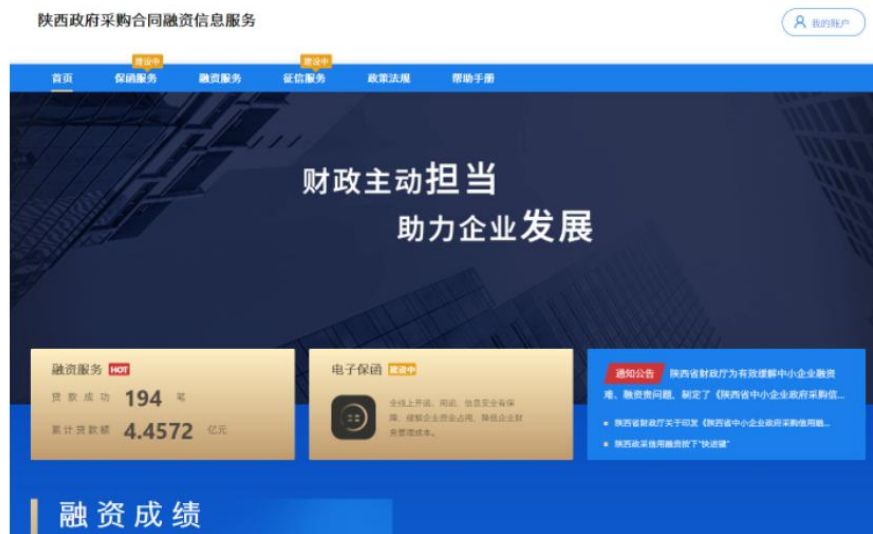 陕西政府采购合同融资信息服务
我的账户
建设中 建设中
首页 保函服务 融资服务 征信服务 政策法规 帮助手册
财政主动担当
助力企业发展
融资服务 HOT
贷款成功 194 笔
累计贷款额 4.4572 亿元
电子保函 建设中
全线上开函、用函，信息安全有保
障，缓解企业资金占用，降低企业财
务管理成本。
通知公告 陕西省财政厅为有效缓解中小企业融资
难、融资贵问题，制定了《陕西省中小企业政府采购信...
陕西省财政厅关于印发《陕西省中小企业政府采购信用融...
陕西政采信用融资按下“快进键”
融资成绩